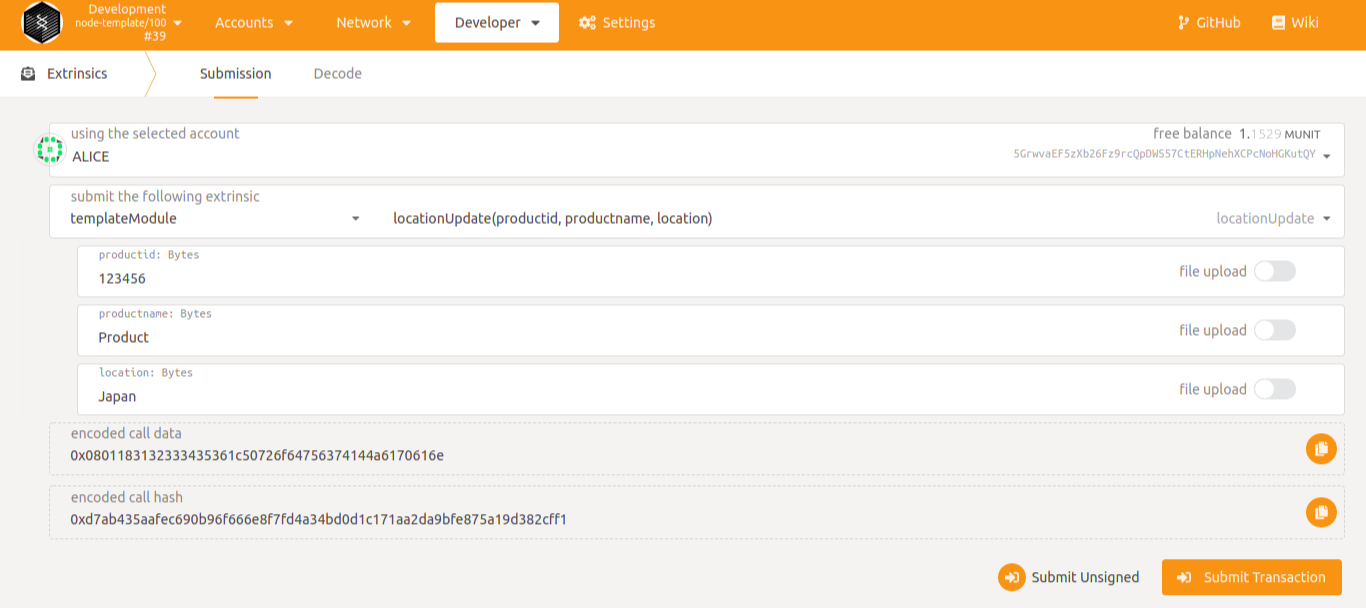 Development
node-template/100
#39
Accounts
Network
Developer
Settings
GitHub
Wiki
Extrinsics
Submission
Decode
using the selected account
ALICE
free balance 1.1529 MUNIT
5GrwvaEF5zXb26Fz9rcQpDWS57CtERHpNehXCPcNoHGKutQY
submit the following extrinsic
templateModule
locationUpdate(productid, productname, location)
locationUpdate
productid: Bytes
123456
file upload
productname: Bytes
Product
file upload
location: Bytes
Japan
file upload
encoded call data
0x0801183132333435361c50726f64756374144a6170616e
encoded call hash
0xd7ab435aafec690b96f666e8f7fd4a34bd0d1c171aa2da9bfe875a19d382cff1
Submit Unsigned
Submit Transaction